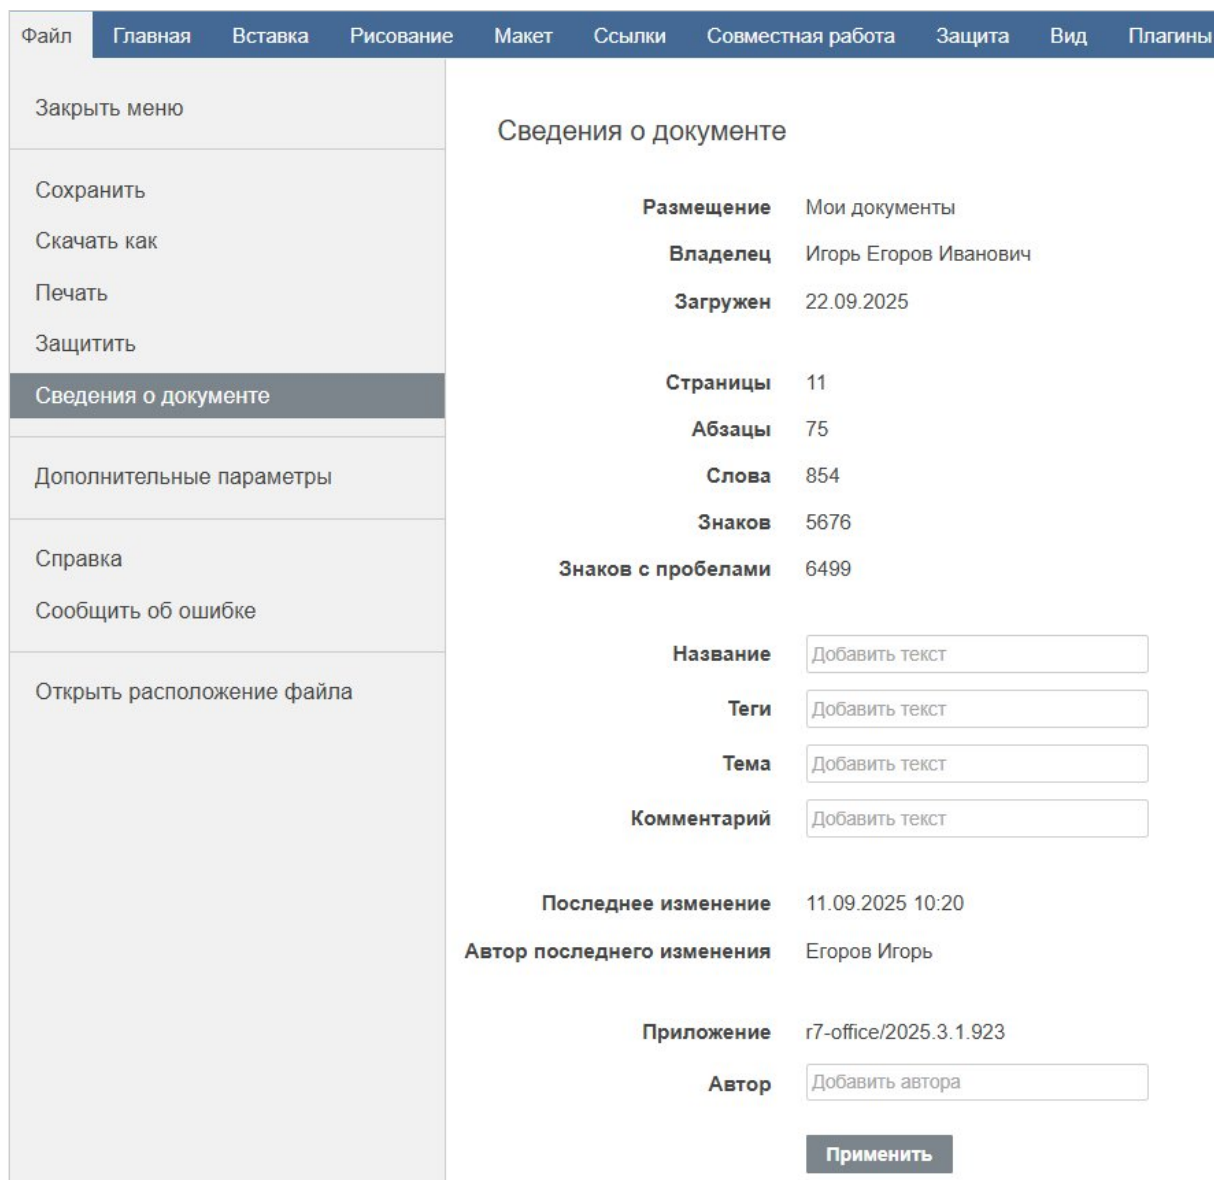 Файл Главная Вставка Рисование Макет Ссылки Совместная работа Защита Вид Плагины
Закрыть меню
Сохранить
Скачать как
Печать
Защитить
Сведения о документе
Дополнительные параметры
Справка
Сообщить об ошибке
Открыть расположение файла
Сведения о документе
Размещение Мои документы
Владелец Игорь Егоров Иванович
Загружен 22.09.2025
Страницы 11
Абзацы 75
Слова 854
Знаков 5676
Знаков с пробелами 6499
Название Добавить текст
Теги Добавить текст
Тема Добавить текст
Комментарий Добавить текст
Последнее изменение 11.09.2025 10:20
Автор последнего изменения Егоров Игорь
Приложение r7-office/2025.3.1.923
Автор Добавить автора
Применить